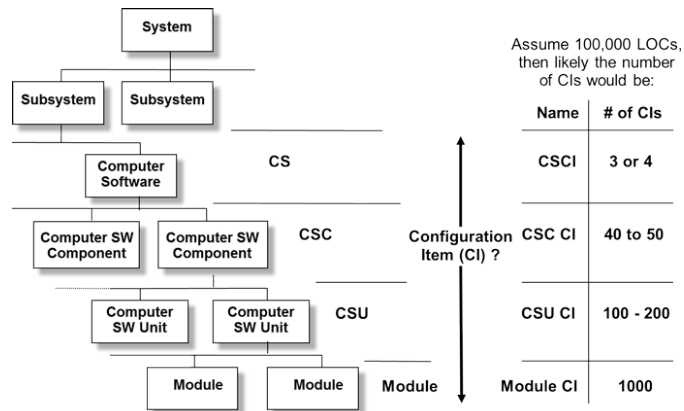 System
Subsystem
Subsystem
Computer
Software
CS
Computer SW
Component
Computer SW
Component
CSC
Computer
SW Unit
Computer
SW Unit
CSU
Module
Module
Module
Configuration
Item (CI) ?
Assume 100,000 LOCs,
then likely the number
of CIs would be:
Name # of CIs
CSCI 3 or 4
CSC CI 40 to 50
CSU CI 100 - 200
Module CI 1000